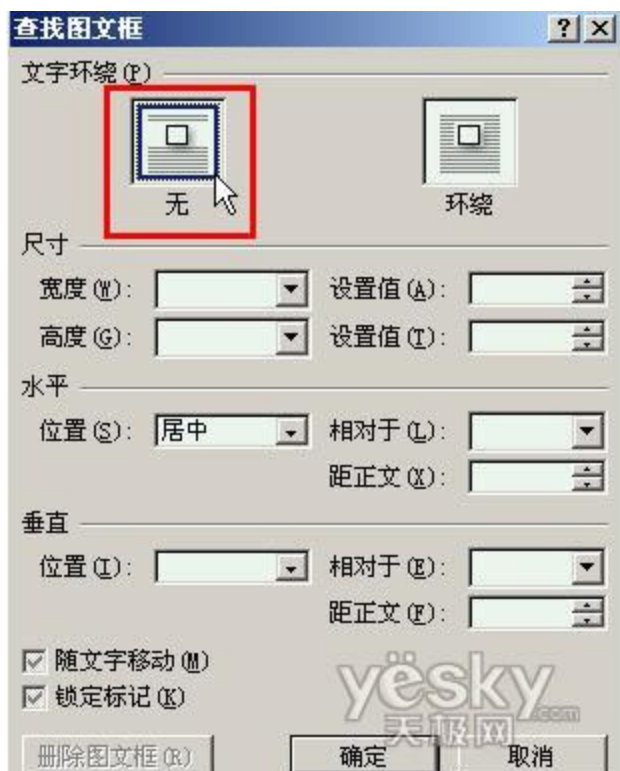 查找图文框
文字环绕(P)
无 环绕
尺寸
宽度(W): 设置值(A):
高度(G): 设置值(T):
水平
位置(S): 居中 相对于(L):
距正文(X):
垂直
位置(I): 相对于(E):
距正文(F):
随文字移动(M)
锁定标记(K)
yësky
天极网 .com
删除图文框(R) 确定 取消